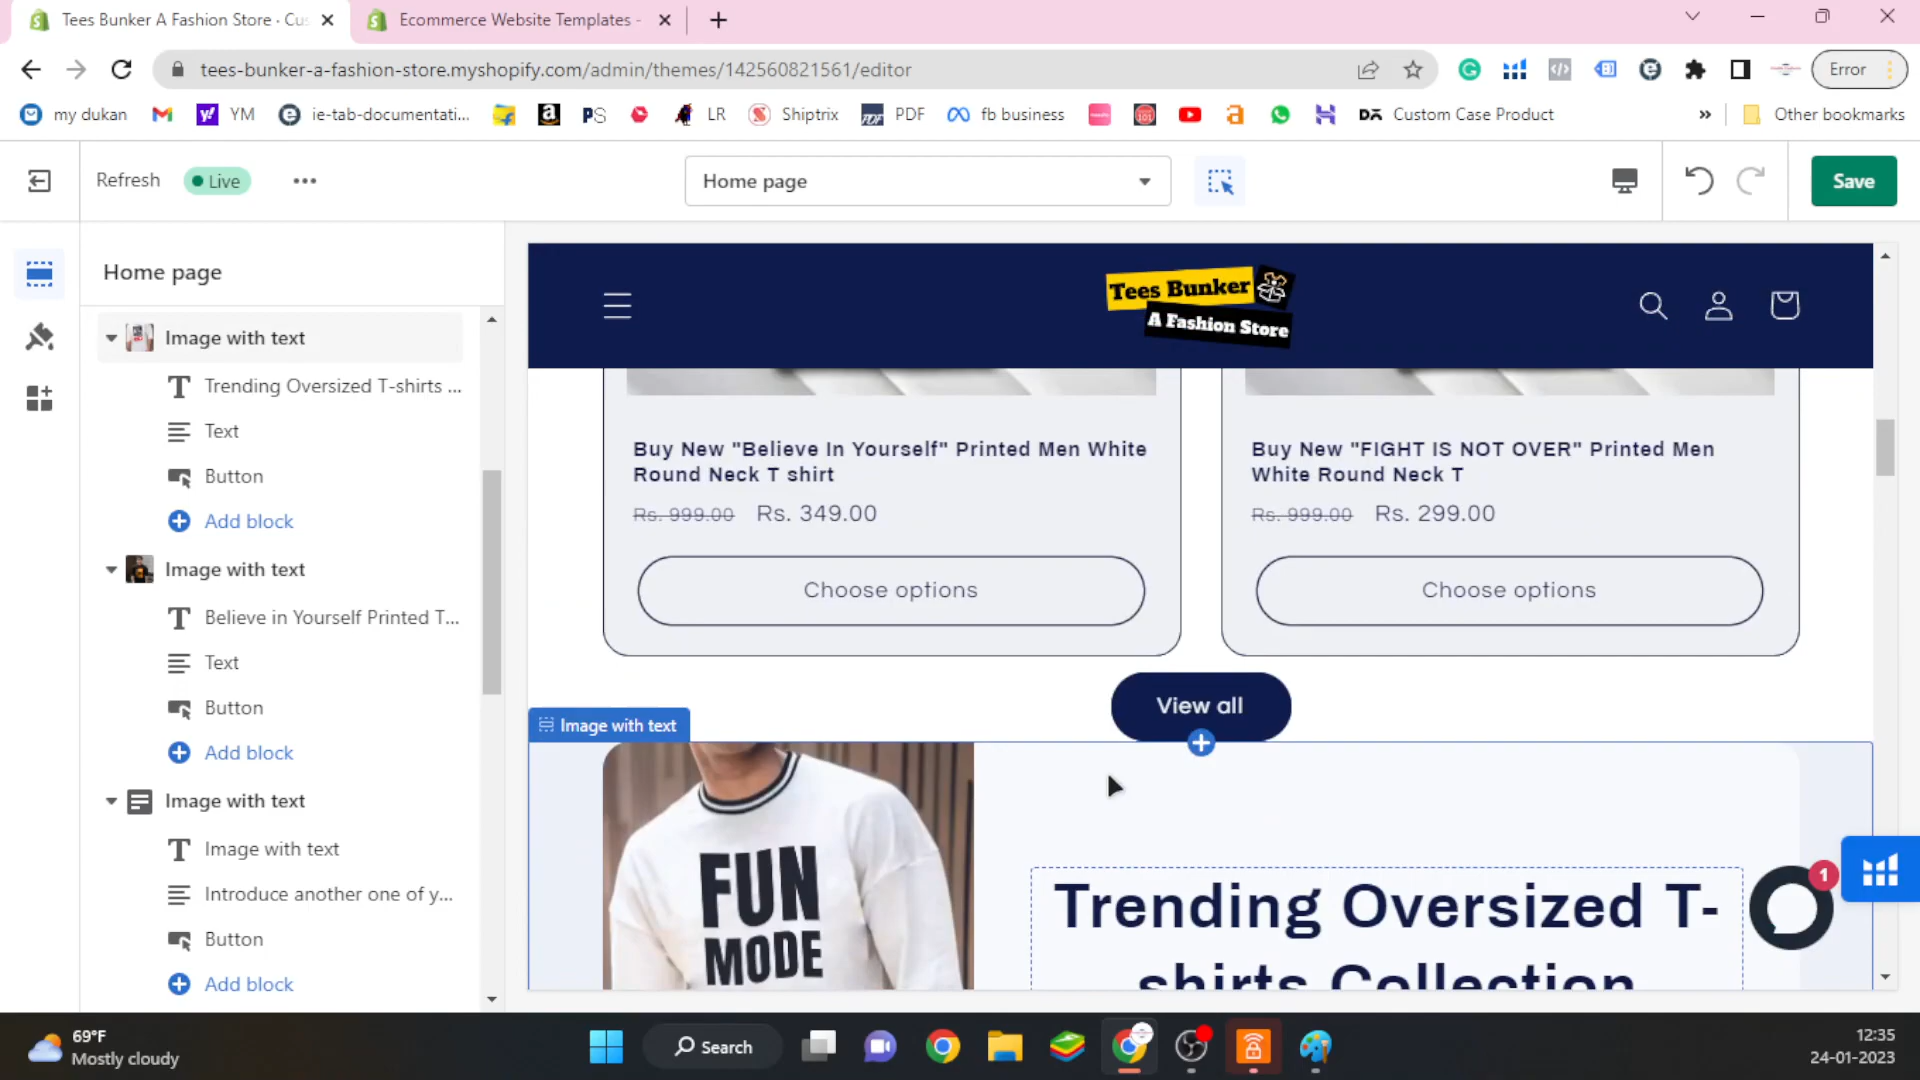 Tees Bunker A Fashion Store · Cus
Ecommerce Website Templates -
tees-bunker-a-fashion-store.myshopify.com/admin/themes/142560821561/editor
Error
my dukan
YM
ie-tab-documentati...
PS
LR
Shiptrix
PDF
fb business
Custom Case Product
Other bookmarks
Refresh
Live
Home page
Save
Home page
Image with text
Trending Oversized T-shirts ...
Text
Button
Add block
Image with text
Believe in Yourself Printed T...
Text
Button
Add block
Image with text
Image with text
Introduce another one of y...
Button
Add block
Tees Bunker
A Fashion Store
Buy New "Believe In Yourself" Printed Men White
Round Neck T shirt
Rs. 999.00 Rs. 349.00
Choose options
Buy New "FIGHT IS NOT OVER" Printed Men
White Round Neck T
Rs. 999.00 Rs. 299.00
Choose options
View all
Image with text
FUN
MODE
Trending Oversized T-
shirts Collection
1
69°F
Mostly cloudy
Search
12:35
24-01-2023